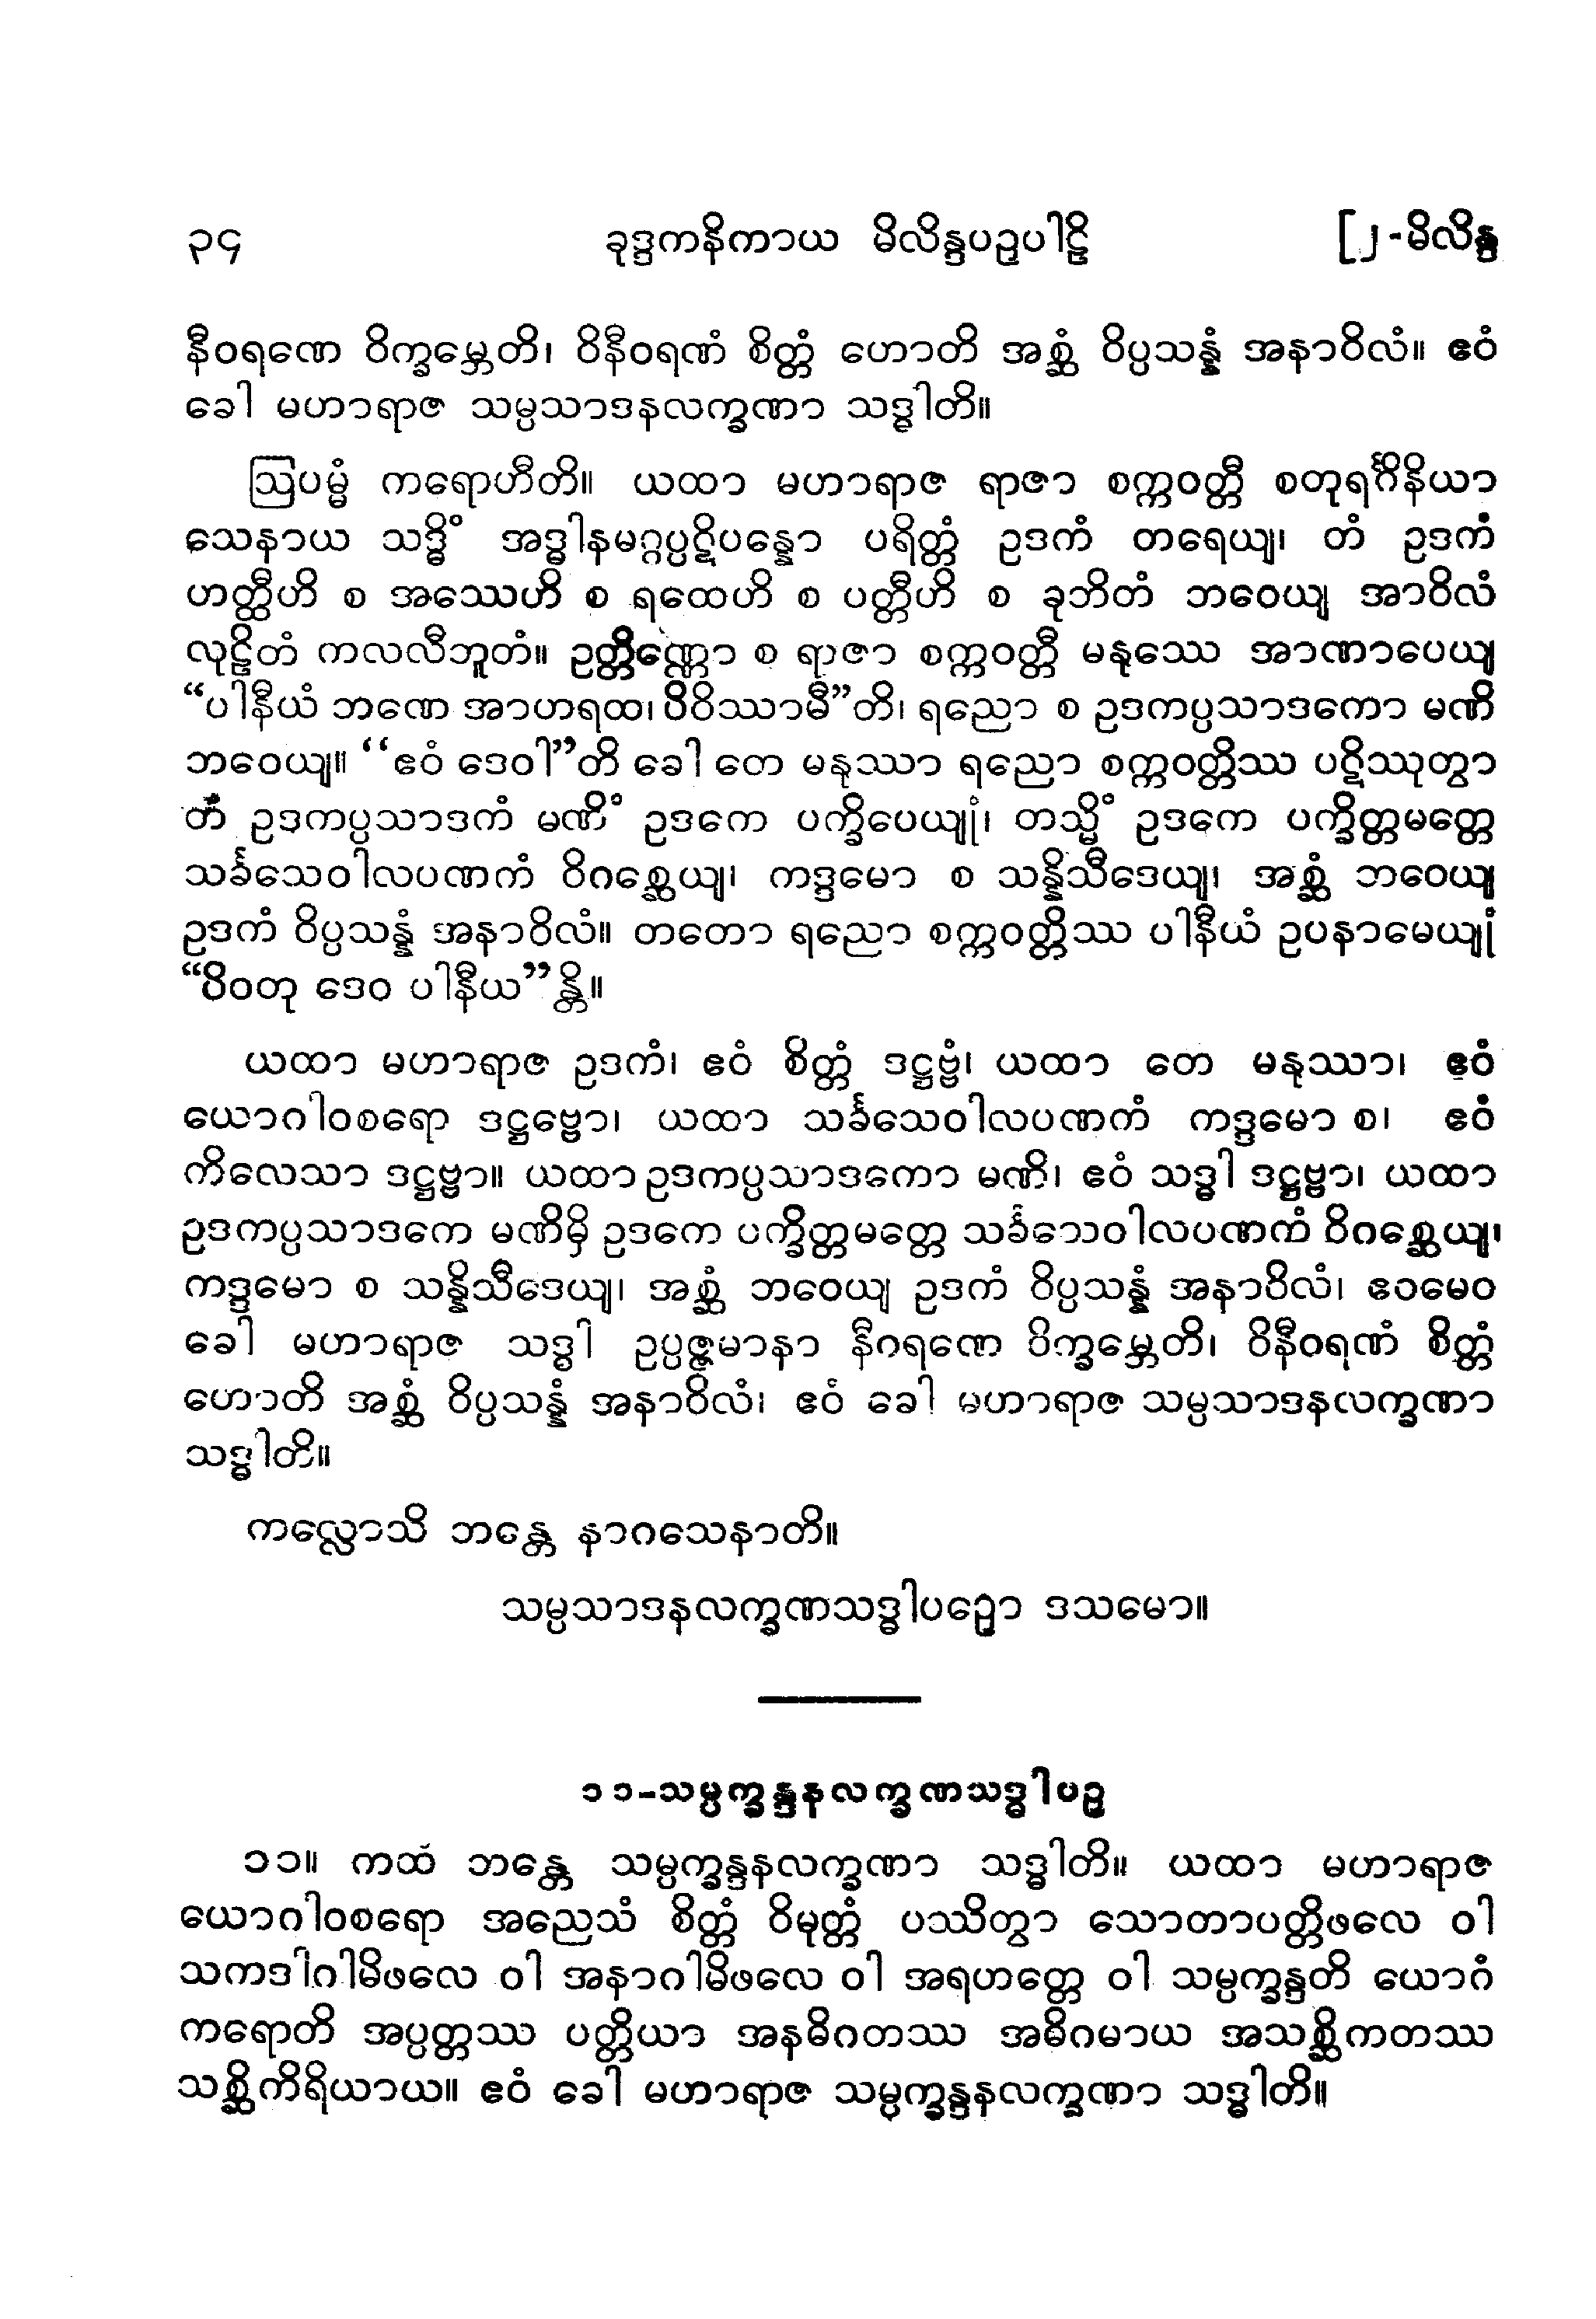 ၃၄ ခုဒ္ဒကနိကာယ မိလိန္ဒပဉှပါဠိ [၂-မိလိန္ဒ
နီဝရဏေ ဝိက္ခမ္ဘေတိ၊ ဝိနီဝရဏံ စိတ္တံ ဟောတိ အစ္ဆံ ဝိပ္ပသန္နံ အနာဝိလံ။ ဧဝံ
ခေါ မဟာရာဇ သမ္ပသာဒနလက္ခဏာ သဒ္ဓါတိ။
ဩပမ္မံ ကရောဟီတိ။ ယထာ မဟာရာဇ ရာဇာ စက္ကဝတ္တီ စတုရင်္ဂိနိယာ
သေနာယ သဒ္ဓိံ အဒ္ဓါနမဂ္ဂပ္ပဋိပန္နော ပရိတ္တံ ဥဒကံ တရေယျ၊ တံ ဥဒကံ
ဟတ္ထီဟိ စ အဿေဟိ စ ရထေဟိ စ ပတ္တီဟိ စ ခုဘိတံ ဘဝေယျ အာဝိလံ
လုဠိတံ ကလလီဘူတံ။ ဥတ္တိဏ္ဏော စ ရာဇာ စက္ကဝတ္တီ မနုဿေ အာဏာပေယျ
“ပါနီယံ ဘဏေ အာဟရထ၊ ပိဝိဿာမီ”တိ၊ ရညော စ ဥဒကပ္ပသာဒကော မဏိ
ဘဝေယျ။ “ဧဝံ ဒေဝါ”တိ ခေါ တေ မနုဿာ ရညော စက္ကဝတ္တိဿ ပဋိဿုတွာ
တံ ဥဒကပ္ပသာဒကံ မဏိံ ဥဒကေ ပက္ခိပေယျုံ၊ တသ္မိံ ဥဒကေ ပက္ခိတ္တမတ္တေ
သင်္ခသေဝါလပဏကံ ဝိဂစ္ဆေယျ၊ ကဒ္ဒမော စ သန္နိသီဒေယျ၊ အစ္ဆံ ဘဝေယျ
ဥဒကံ ဝိပ္ပသန္နံ အနာဝိလံ။ တတော ရညော စက္ကဝတ္တိဿ ပါနီယံ ဥပနာမေယျုံ
“ပိဝတု ဒေဝ ပါနီယ”န္တိ။
ယထာ မဟာရာဇ ဥဒကံ၊ ဧဝံ စိတ္တံ ဒဋ္ဌဗ္ဗံ၊ ယထာ တေ မနုဿာ၊ ဧဝံ
ယောဂါဝစရော ဒဋ္ဌဗ္ဗော၊ ယထာ သင်္ခသေဝါလပဏကံ ကဒ္ဒမော စ၊ ဧဝံ
ကိလေသာ ဒဋ္ဌဗ္ဗာ။ ယထာ ဥဒကပ္ပသာဒကော မဏိ၊ ဧဝံ သဒ္ဓါ ဒဋ္ဌဗ္ဗာ၊ ယထာ
ဥဒကပ္ပသာဒကေ မဏိမှိ ဥဒကေ ပက္ခိတ္တမတ္တေ သင်္ခသေဝါလပဏကံ ဝိဂစ္ဆေယျ၊
ကဒ္ဒမော စ သန္နိသီဒေယျ၊ အစ္ဆံ ဘဝေယျ ဥဒကံ ဝိပ္ပသန္နံ အနာဝိလံ၊ ဧဝမေဝ
ခေါ မဟာရာဇ သဒ္ဓါ ဥပ္ပဇ္ဇမာနာ နီဝရဏေ ဝိက္ခမ္ဘေတိ၊ ဝိနီဝရဏံ စိတ္တံ
ဟောတိ အစ္ဆံ ဝိပ္ပသန္နံ အနာဝိလံ၊ ဧဝံ ခေါ မဟာရာဇ သမ္ပသာဒနလက္ခဏာ
သဒ္ဓါတိ။
ကလ္လောသိ ဘန္တေ နာဂသေနာတိ။
သမ္ပသာဒနလက္ခဏသဒ္ဓါပဉှော ဒသမော။
၁၁-သမ္ပက္ခန္ဒနလက္ခဏသဒ္ဓါပဉှ
၁၁။ ကထံ ဘန္တေ သမ္ပက္ခန္ဒနလက္ခဏာ သဒ္ဓါတိ။ ယထာ မဟာရာဇ
ယောဂါဝစရော အညေသံ စိတ္တံ ဝိမုတ္တံ ပဿိတွာ သောတာပတ္တိဖလေ ဝါ
သကဒါဂါမိဖလေ ဝါ အနာဂါမိဖလေ ဝါ အရဟတ္တေ ဝါ သမ္ပက္ခန္ဒတိ ယောဂံ
ကရောတိ အပ္ပတ္တဿ ပတ္တိယာ အနဓိဂတဿ အဓိဂမာယ အသစ္ဆိကတဿ
သစ္ဆိကိရိယာယ။ ဧဝံ ခေါ မဟာရာဇ သမ္ပက္ခန္ဒနလက္ခဏာ သဒ္ဓါတိ။